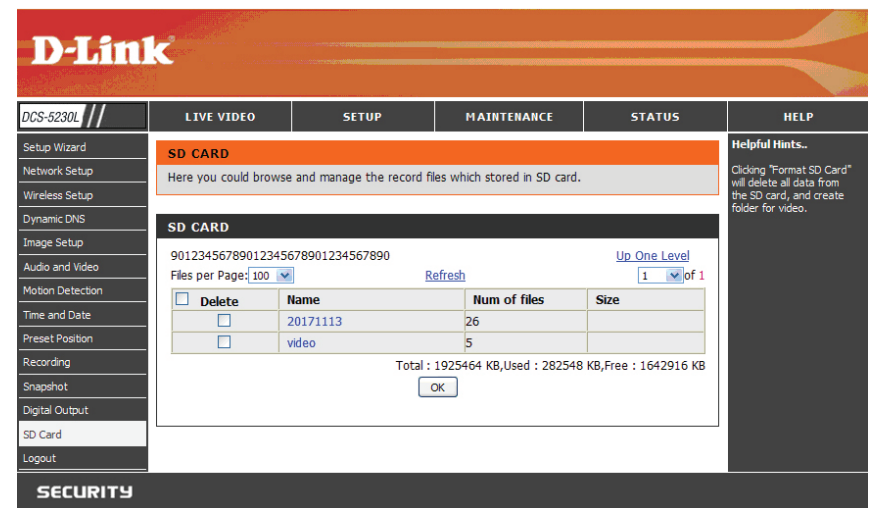 D-Link
DCS-5230L
LIVE VIDEO SETUP MAINTENANCE STATUS HELP
Setup Wizard
Network Setup
Wireless Setup
Dynamic DNS
Image Setup
Audio and Video
Motion Detection
Time and Date
Preset Position
Recording
Snapshot
Digital Output
SD Card
Logout
SD CARD
Here you could browse and manage the record files which stored in SD card.
SD CARD
90123456789012345678901234567890 Up One Level
Files per Page: 100 Refresh 1 of 1
Delete Name Num of files Size
20171113 26
video 5
Total : 1925464 KB,Used : 282548 KB,Free : 1642916 KB
OK
Helpful Hints..
Clicking "Format SD Card"
will delete all data from
the SD card, and create
folder for video.
SECURITY